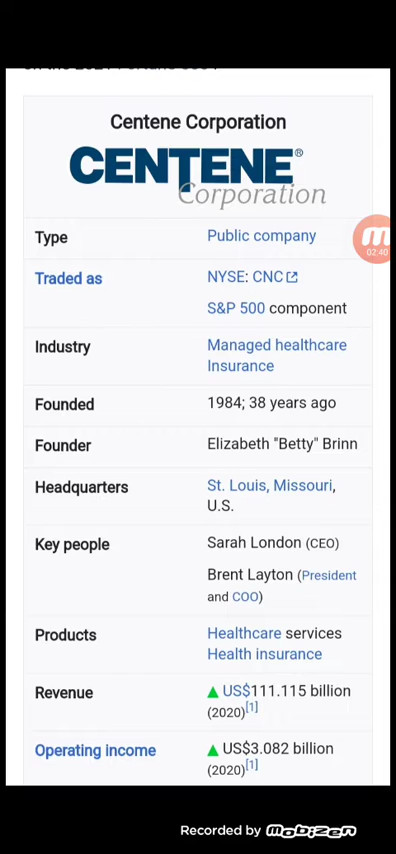 Centene Corporation
CENTENE®
Corporation
Type Public company
Traded as NYSE: CNC
S&P 500 component
Industry Managed healthcare
Insurance
Founded 1984; 38 years ago
Founder Elizabeth "Betty" Brinn
Headquarters St. Louis, Missouri,
U.S.
Key people Sarah London (CEO)
Brent Layton (President
and COO)
Products Healthcare services
Health insurance
Revenue ▲ US$111.115 billion
(2020)[1]
Operating income ▲ US$3.082 billion
(2020)[1]
02:40
Recorded by mobizen